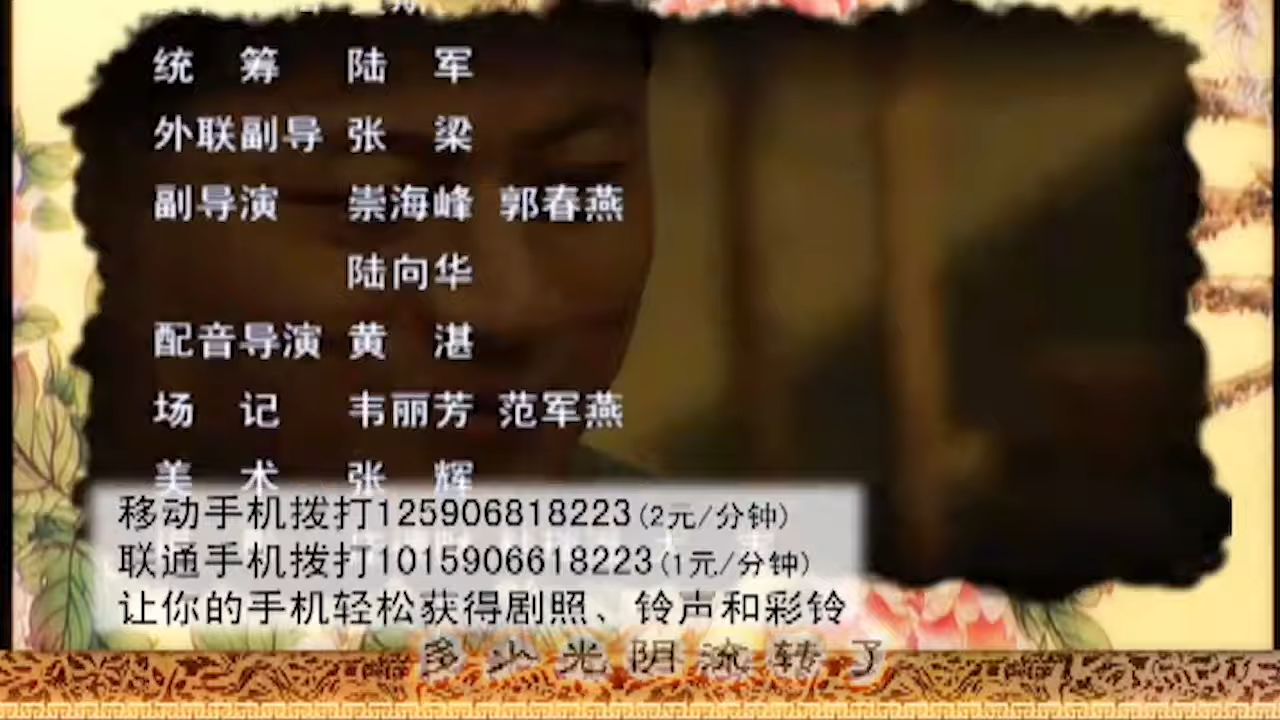 统 筹 陆 军
外联副导 张 梁
副导演 崇海峰 郭春燕
陆向华
配音导演 黄 湛
场 记 韦丽芳 范军燕
美 术 张 辉
移动手机拨打125906818223(2元/分钟)
联通手机拨打1015906618223(1元/分钟)
让你的手机轻松获得剧照、铃声和彩铃
多少光阴流转了